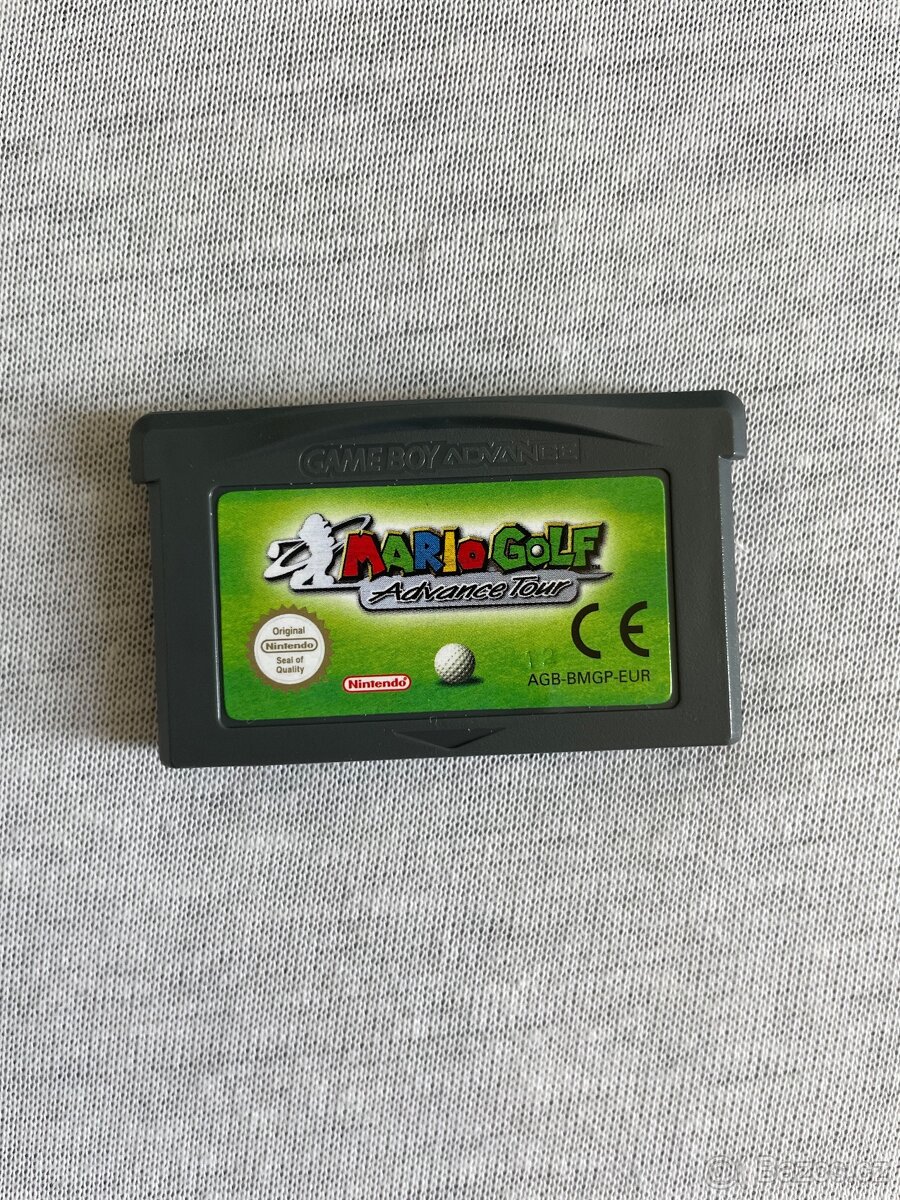 GAME BOY ADVANCE
MARIO GOLF
Advance Tour
Original
Nintendo
Seal of
Quality
Nintendo
12
CE
AGB-BMGP-EUR
Bazos.cz